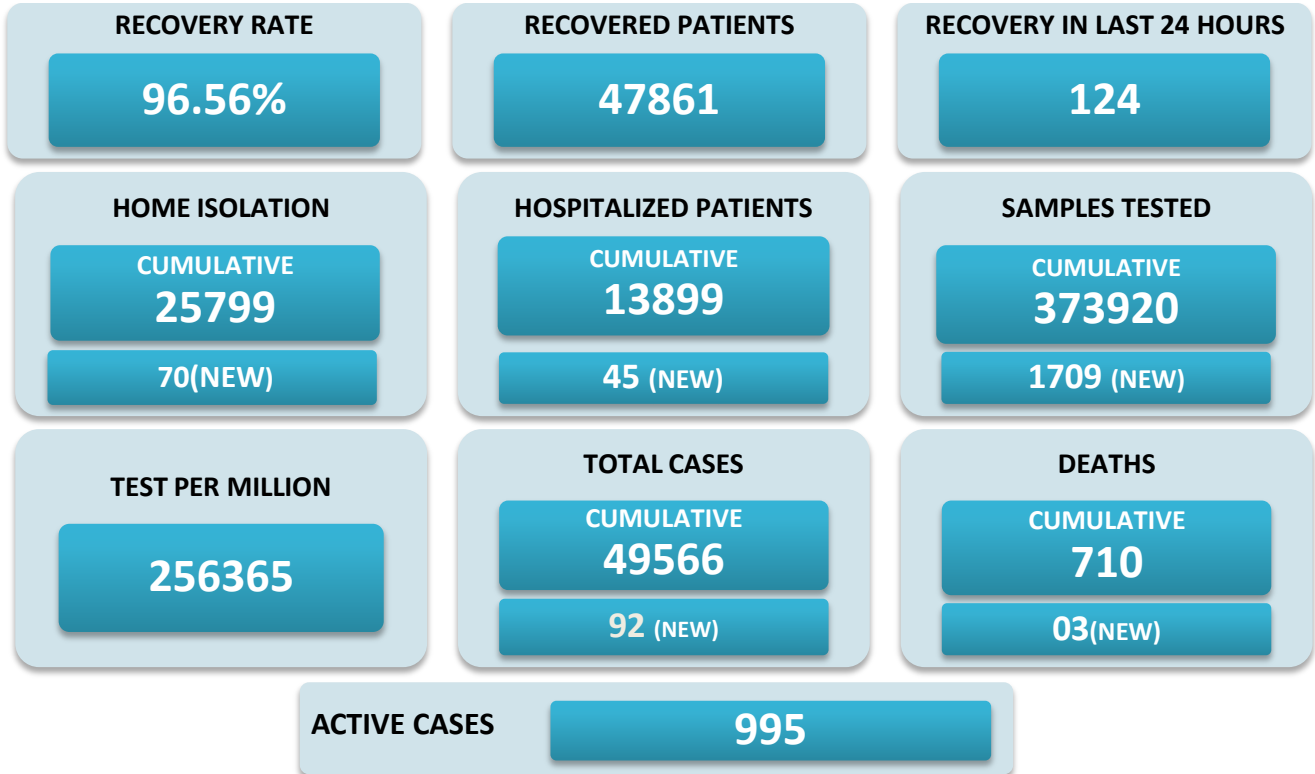 RECOVERY RATE
96.56%
RECOVERED PATIENTS
47861
RECOVERY IN LAST 24 HOURS
124
HOME ISOLATION
CUMULATIVE
25799
70(NEW)
HOSPITALIZED PATIENTS
CUMULATIVE
13899
45 (NEW)
SAMPLES TESTED
CUMULATIVE
373920
1709 (NEW)
TEST PER MILLION
256365
TOTAL CASES
CUMULATIVE
49566
92 (NEW)
DEATHS
CUMULATIVE
710
03(NEW)
ACTIVE CASES
995